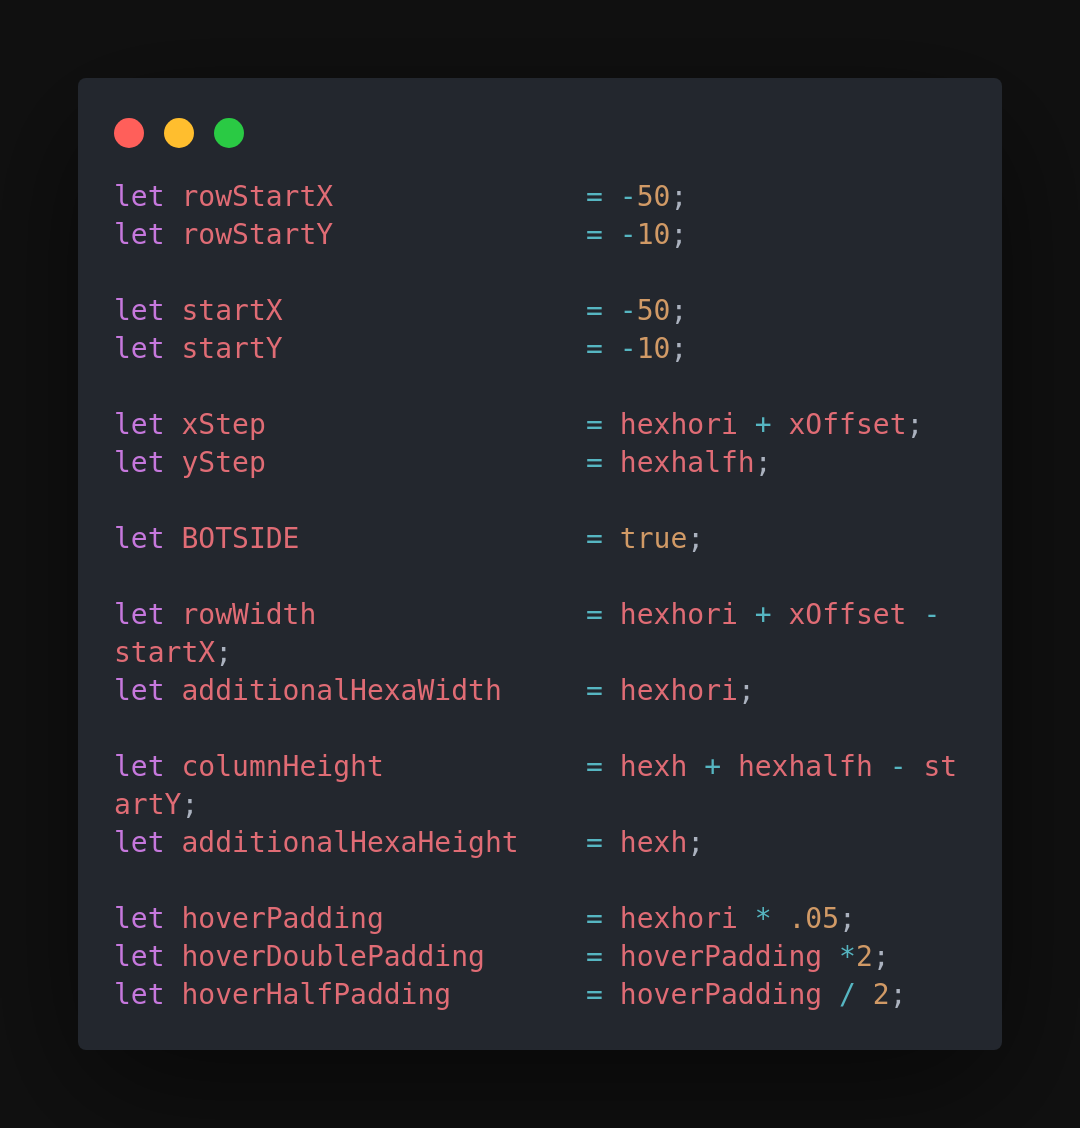 let rowStartX               = -50;
let rowStartY               = -10;

let startX                  = -50;
let startY                  = -10;

let xStep                   = hexhori + xOffset;
let yStep                   = hexhalfh;

let BOTSIDE                 = true;

let rowWidth                = hexhori + xOffset -
startX;
let additionalHexaWidth     = hexhori;

let columnHeight            = hexh + hexhalfh - st
artY;
let additionalHexaHeight    = hexh;

let hoverPadding            = hexhori * .05;
let hoverDoublePadding      = hoverPadding *2;
let hoverHalfPadding        = hoverPadding / 2;